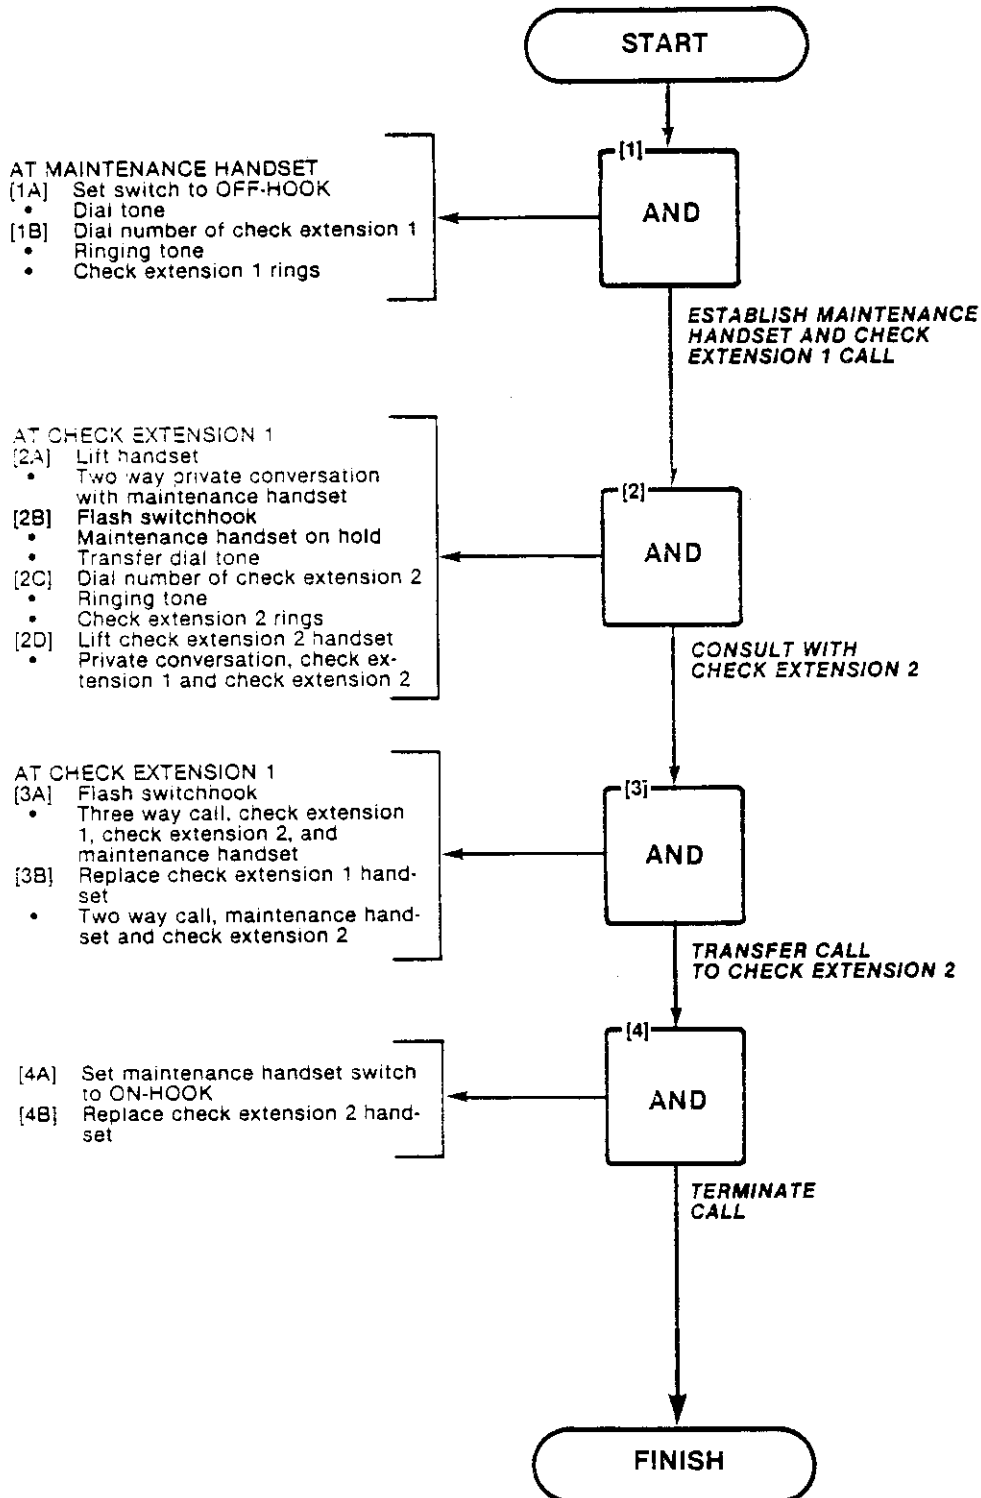 START
[1]
AND
AT MAINTENANCE HANDSET
[1A] Set switch to OFF-HOOK
• Dial tone
[1B] Dial number of check extension 1
• Ringing tone
• Check extension 1 rings
ESTABLISH MAINTENANCE
HANDSET AND CHECK
EXTENSION 1 CALL
[2]
AND
AT CHECK EXTENSION 1
[2A] Lift handset
• Two way private conversation
with maintenance handset
[2B] Flash switchhook
• Maintenance handset on hold
• Transfer dial tone
[2C] Dial number of check extension 2
• Ringing tone
• Check extension 2 rings
[2D] Lift check extension 2 handset
• Private conversation, check ex-
tension 1 and check extension 2
CONSULT WITH
CHECK EXTENSION 2
[3]
AND
AT CHECK EXTENSION 1
[3A] Flash switchhook
• Three way call, check extension
1, check extension 2, and
maintenance handset
[3B] Replace check extension 1 hand-
set
• Two way call, maintenance hand-
set and check extension 2
TRANSFER CALL
TO CHECK EXTENSION 2
[4]
AND
[4A] Set maintenance handset switch
to ON-HOOK
[4B] Replace check extension 2 hand-
set
TERMINATE
CALL
FINISH